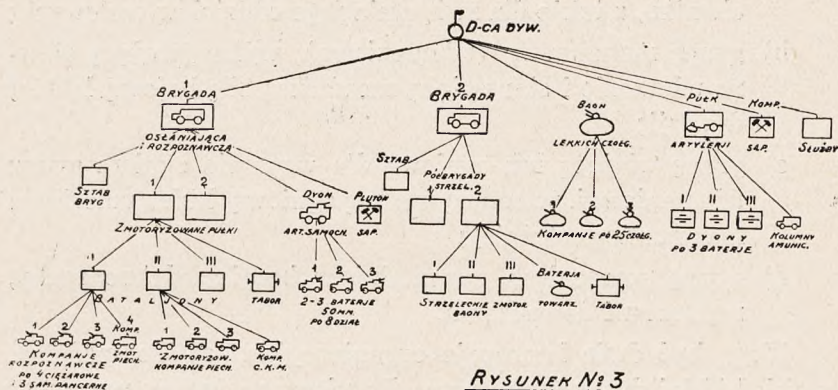 D-CA DYW.
1
BRYGADA
OSŁANIAJĄCA
I ROZPOZNAWCZA
2
BRYGADA
BAON
LEKKICH CZOŁG.
PUŁK
ARTYLERJI
KOMP.
SAP.
SŁUŻBY
SZTAB
BRYG
1
2
ZMOTORYZOWANE PUŁKI
DYON
ART. SAMOCH.
PLUTON
SAP.
SZTAB
PÓŁBRYGADY
STRZEL.
1
2
1
2
3
KOMPANJE PO 25 CZOŁG.
I
II
III
DYONY
PO 3 BATERJE
KOLUMNY
AMUNIC.
I
II
III
BATALJONY
TABOR
1
2
3
2-3 BATERJE
50MM.
PO 8 DZIAŁ
I
II
III
STRZELECKIE
BAONY
ZMOTOR.
BATERJA
TOWARZ.
TABOR
1
2
3
4
KOMP.
ZMOT
PIECH.
KOMPANJE
ROZPOZNAWCZE
PO 4 CIĘŻAROWE
I 3 SAM. PANCERNE
1
2
3
ZMOTORYZOW.
KOMPANJE PIECH.
KOMP.
C.K.M.
RYSUNEK № 3